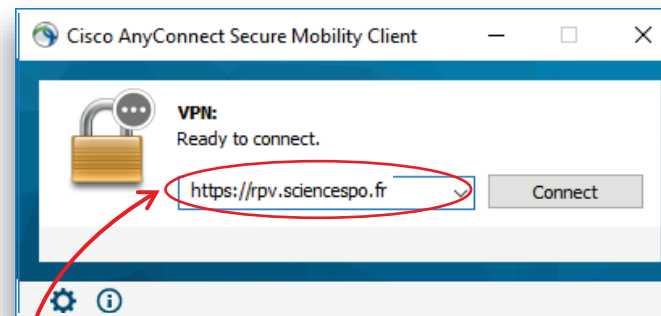 Cisco AnyConnect Secure Mobility Client
VPN:
Ready to connect.
https://rpv.sciencespo.fr
Connect